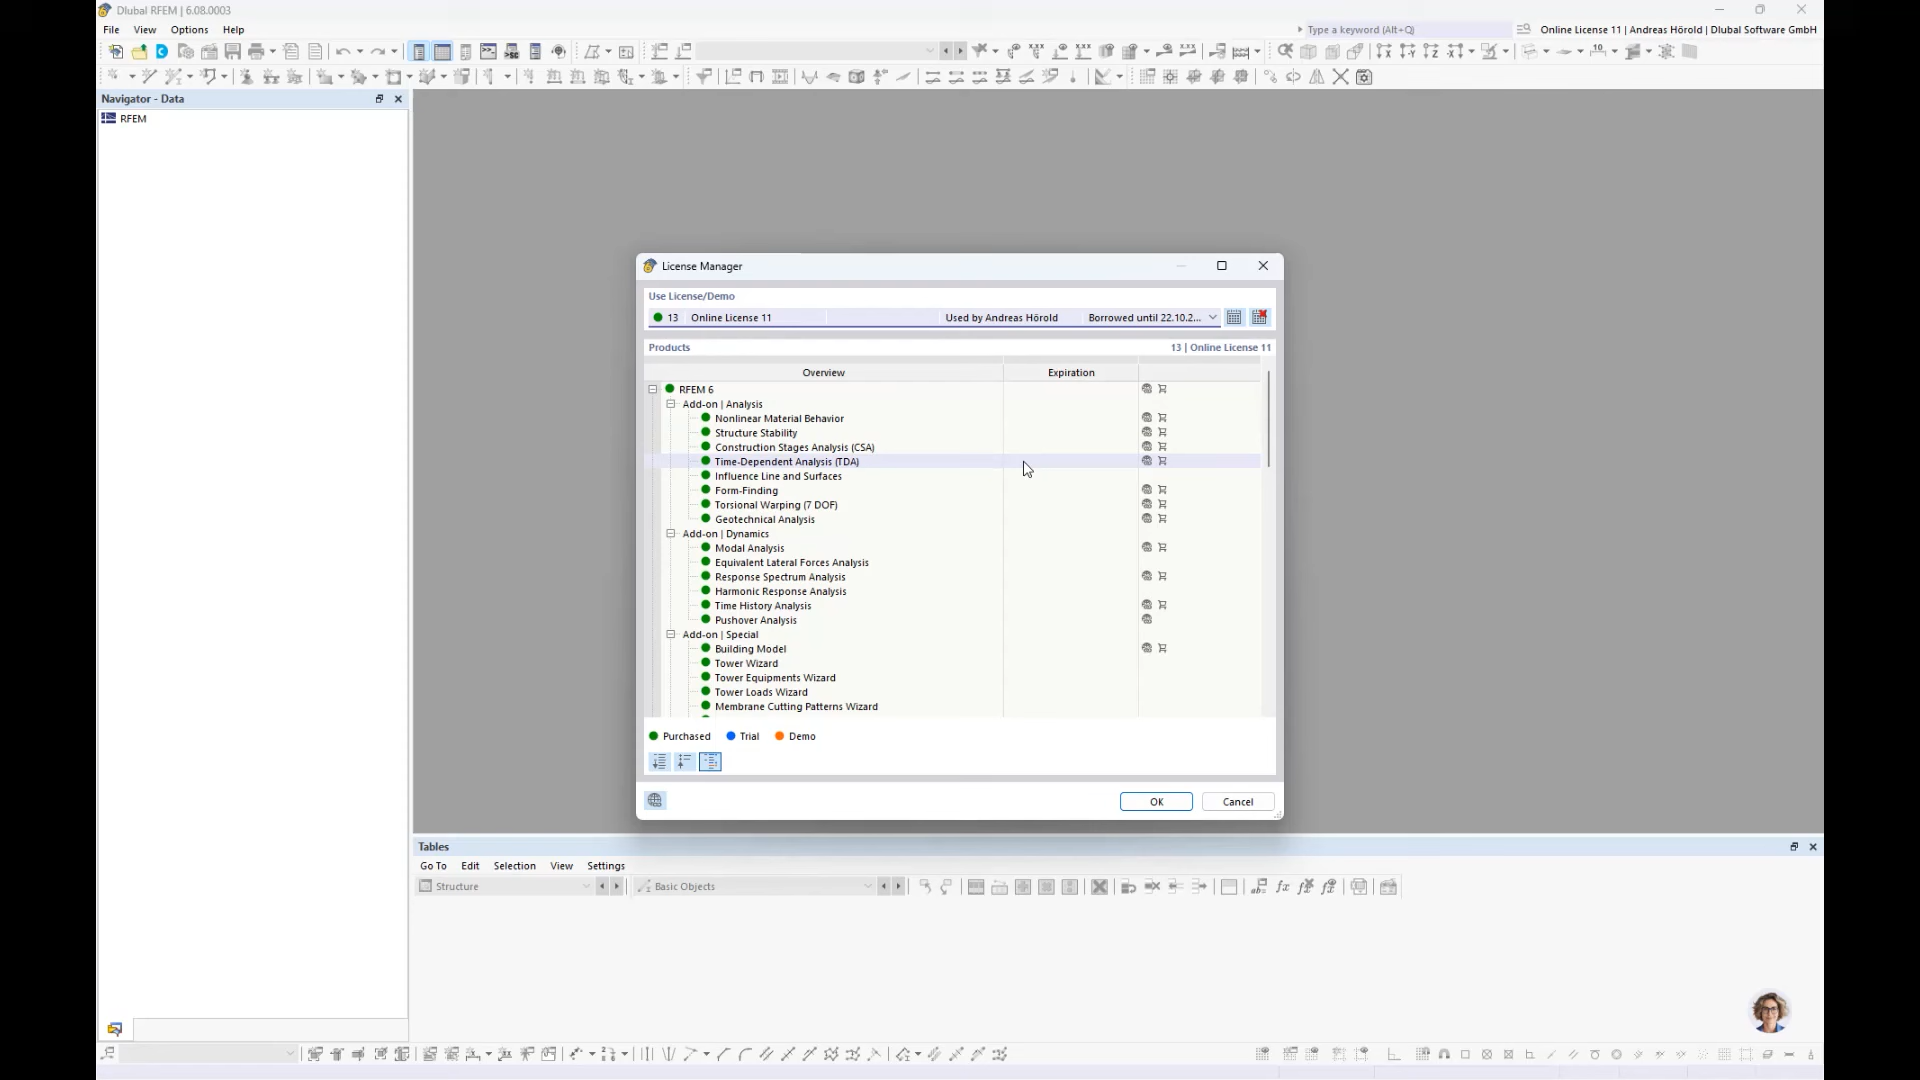 Dlubal RFEM | 6.08.0003
File View Options Help
Type a keyword (Alt+Q)
Online License 11 | Andreas Hörold | Dlubal Software GmbH
Navigator - Data
RFEM
License Manager
Use License/Demo
13 Online License 11 Used by Andreas Hörold Borrowed until 22.10.2...
Products 13 | Online License 11
Overview Expiration
RFEM 6
Add-on | Analysis
Nonlinear Material Behavior
Structure Stability
Construction Stages Analysis (CSA)
Time-Dependent Analysis (TDA)
Influence Line and Surfaces
Form-Finding
Torsional Warping (7 DOF)
Geotechnical Analysis
Add-on | Dynamics
Modal Analysis
Equivalent Lateral Forces Analysis
Response Spectrum Analysis
Harmonic Response Analysis
Time History Analysis
Pushover Analysis
Add-on | Special
Building Model
Tower Wizard
Tower Equipments Wizard
Tower Loads Wizard
Membrane Cutting Patterns Wizard
Purchased Trial Demo
OK Cancel
Tables
Go To Edit Selection View Settings
Structure Basic Objects